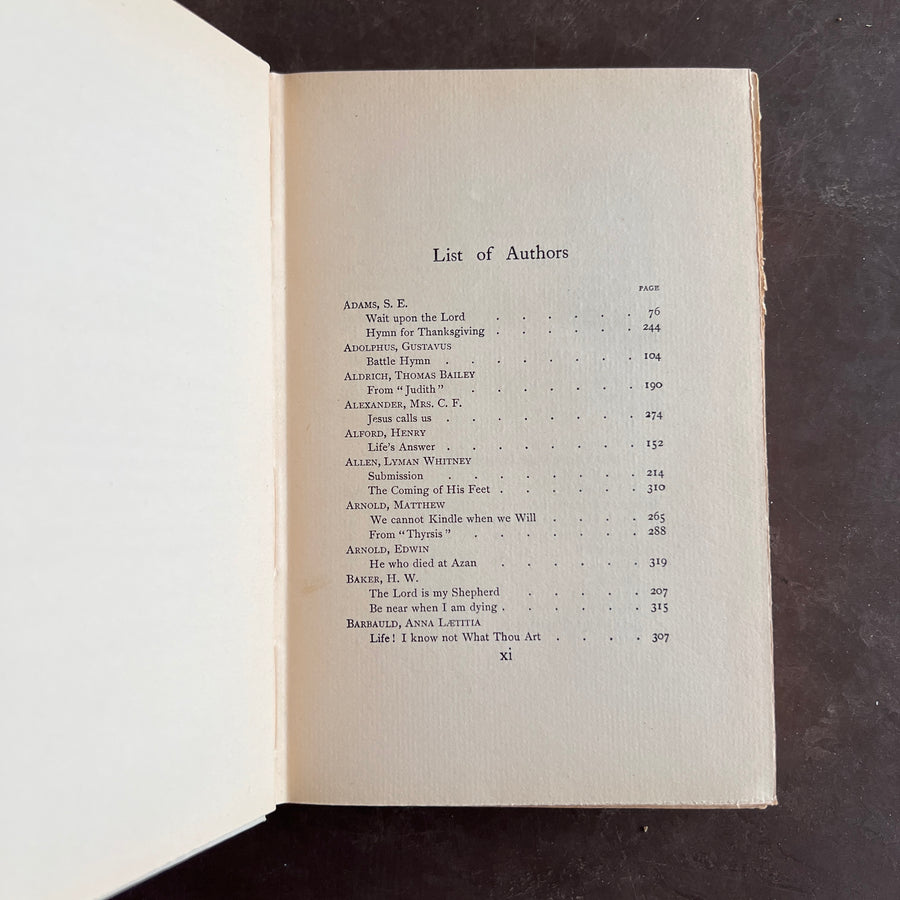 List of Authors
PAGE
ADAMS, S. E.
Wait upon the Lord . . . . . . 76
Hymn for Thanksgiving . . . . . . 244
ADOLPHUS, GUSTAVUS
Battle Hymn . . . . . . . 104
ALDRICH, THOMAS BAILEY
From “Judith” . . . . . . . 190
ALEXANDER, MRS. C. F.
Jesus calls us . . . . . . . 274
ALFORD, HENRY
Life's Answer . . . . . . . 152
ALLEN, LYMAN WHITNEY
Submission . . . . . . . 214
The Coming of His Feet . . . . . . 310
ARNOLD, MATTHEW
We cannot Kindle when we Will . . . . 265
From “Thyrsis” . . . . . . . 288
ARNOLD, EDWIN
He who died at Azan . . . . . . 319
BAKER, H. W.
The Lord is my Shepherd . . . . . 207
Be near when I am dying . . . . . . 315
BARBAULD, ANNA LÆTITIA
Life! I know not What Thou Art . . . . 307
xi